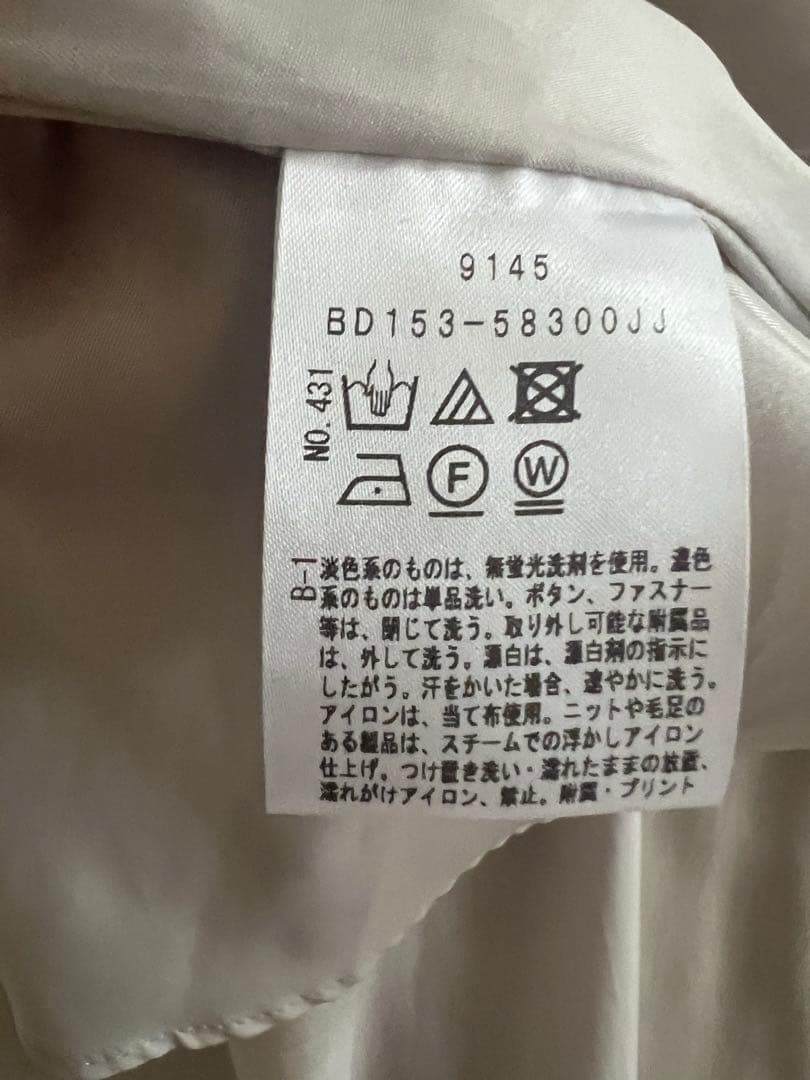 9145
BD153-58300JJ
NO. 431
F
W
B-1
淡色系のものは、無蛍光洗剤を使用。濃色
系のものは単品洗い。ボタン、ファスナー
等は、閉じて洗う。取り外し可能な附属品
は、外して洗う。漂白は、漂白剤の指示に
したがう。汗をかいた場合、速やかに洗う。
アイロンは、当て布使用。ニットや毛足の
ある製品は、スチームでの浮かしアイロン
仕上げ。つけ置き洗い・濡れたままの放置、
濡れがけアイロン、禁止。附属・プリント